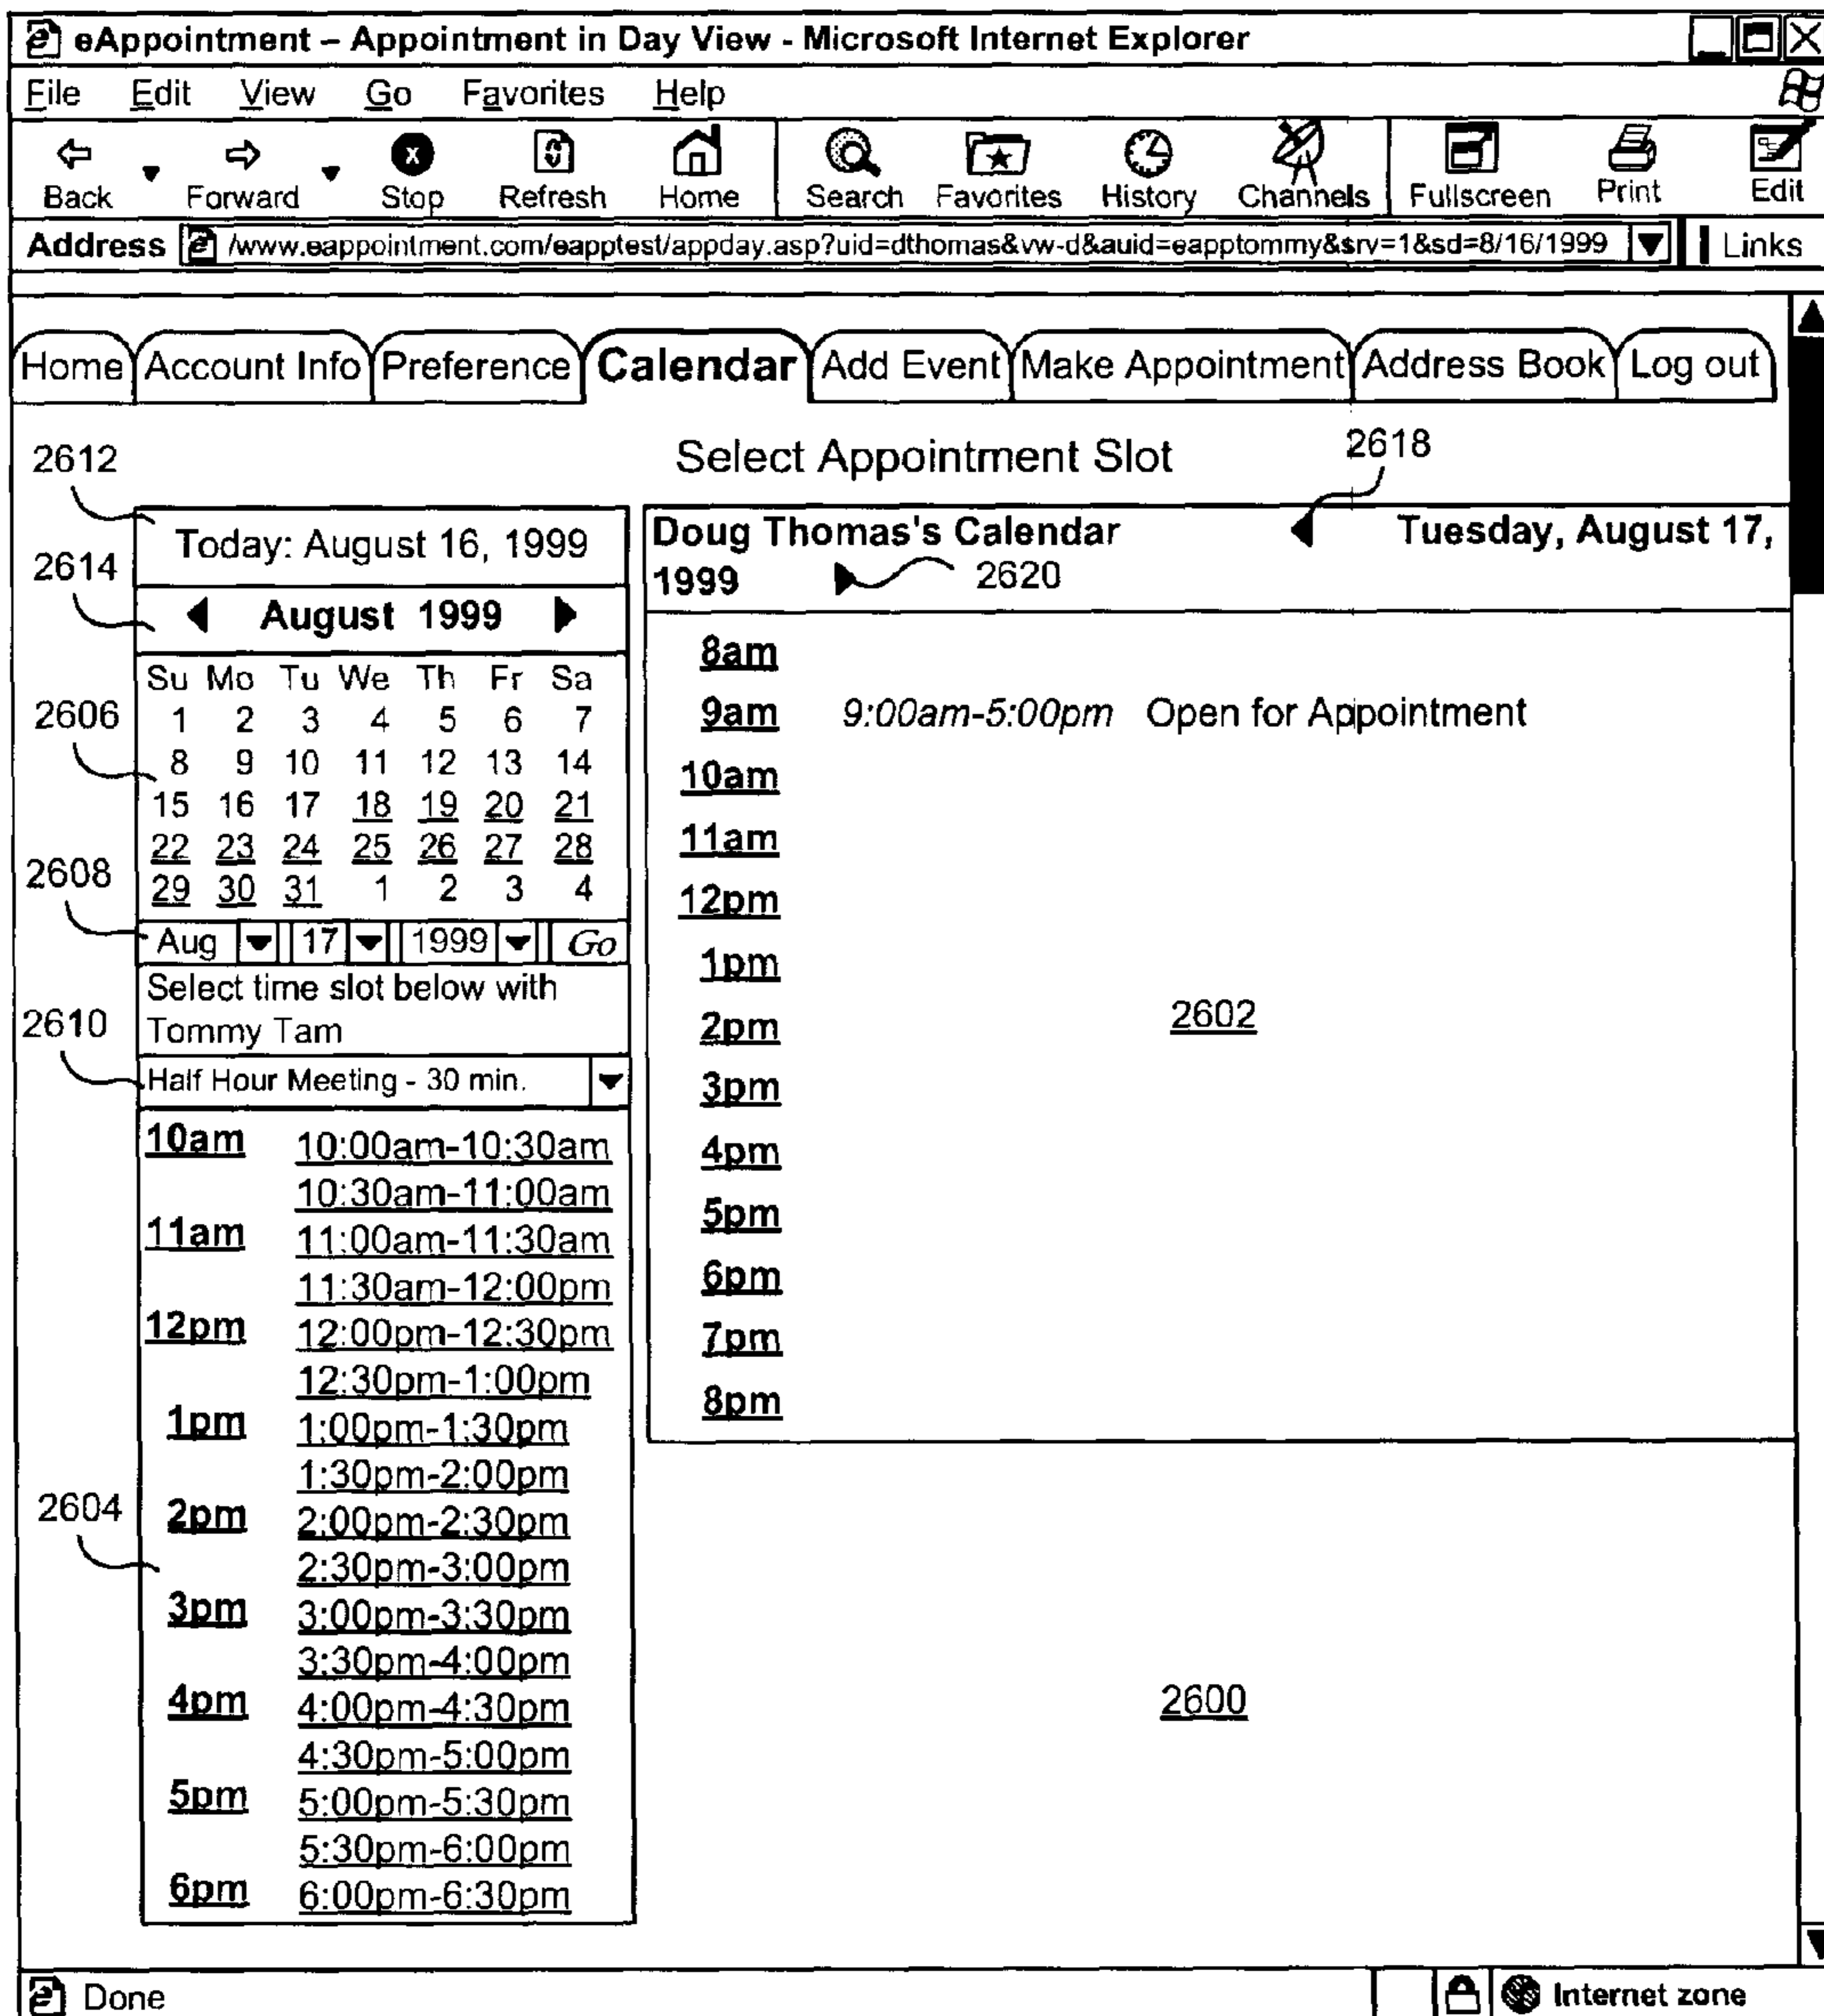 eAppointment – Appointment in Day View - Microsoft Internet Explorer
File Edit View Go Favorites Help
Back Forward Stop Refresh Home Search Favorites History Channels Fullscreen Print Edit
Address /www.eappointment.com/eapptest/appday.asp?uid=dthomas&vw-d&auid=eapptommy&srv=1&sd=8/16/1999 Links
Home Account Info Preference Calendar Add Event Make Appointment Address Book Log out
Select Appointment Slot
2618
2612
Today: August 16, 1999
2614
August 1999
Su Mo Tu We Th Fr Sa
2606
1 2 3 4 5 6 7
8 9 10 11 12 13 14
15 16 17 18 19 20 21
22 23 24 25 26 27 28
2608
29 30 31 1 2 3 4
Aug 17 1999 Go
Select time slot below with
2610
Tommy Tam
Half Hour Meeting - 30 min.
10am 10:00am-10:30am
10:30am-11:00am
11am 11:00am-11:30am
11:30am-12:00pm
12pm 12:00pm-12:30pm
12:30pm-1:00pm
1pm 1:00pm-1:30pm
1:30pm-2:00pm
2604
2pm 2:00pm-2:30pm
2:30pm-3:00pm
3pm 3:00pm-3:30pm
3:30pm-4:00pm
4pm 4:00pm-4:30pm
4:30pm-5:00pm
5pm 5:00pm-5:30pm
5:30pm-6:00pm
6pm 6:00pm-6:30pm
Doug Thomas's Calendar Tuesday, August 17,
1999 2620
8am
9am 9:00am-5:00pm Open for Appointment
10am
11am
12pm
1pm
2602
2pm
3pm
4pm
5pm
6pm
7pm
8pm
2600
Done Internet zone